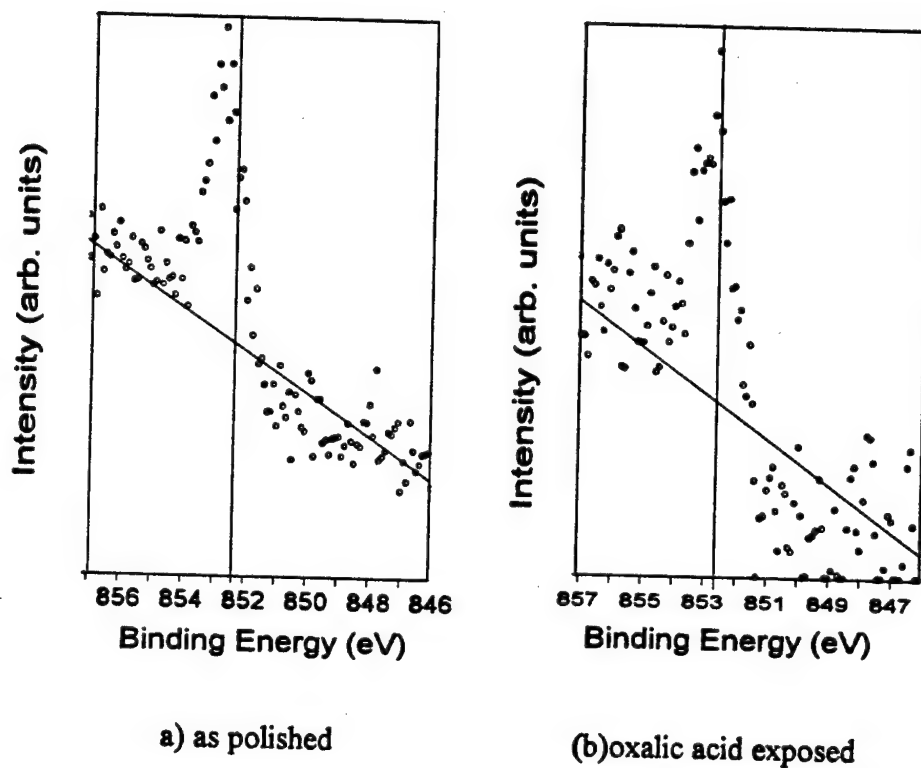 Intensity (arb. units)
856 854 852 850 848 846
Binding Energy (eV)
a) as polished
Intensity (arb. units)
857 855 853 851 849 847
Binding Energy (eV)
(b)oxalic acid exposed